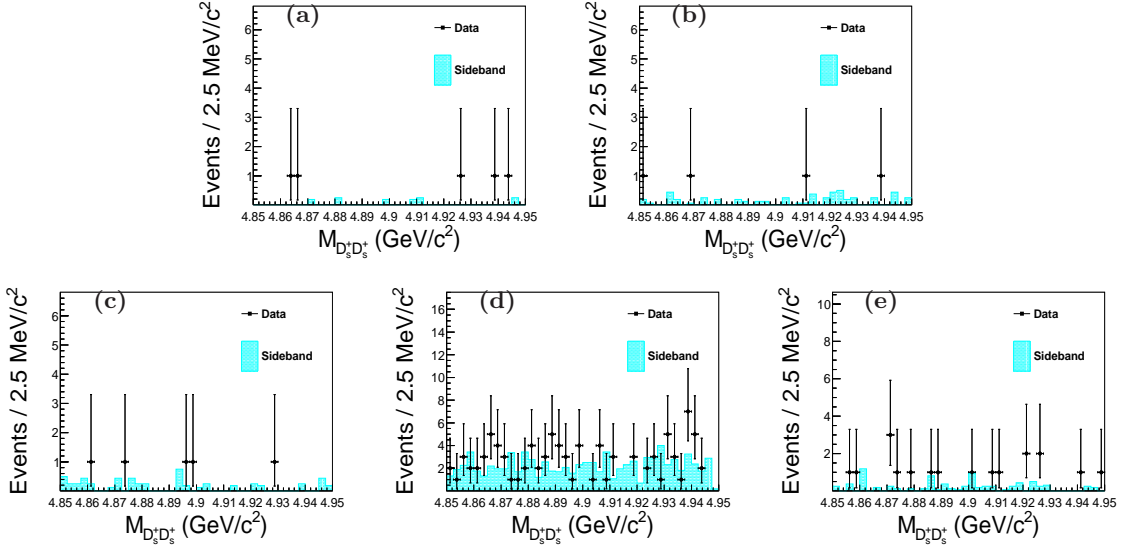 (a)
Events / 2.5 MeV/c²
6
5
4
3
2
1
Data
Sideband
4.85 4.86 4.87 4.88 4.89 4.9 4.91 4.92 4.93 4.94 4.95
M_{D_s^+D_s^+} (GeV/c²)
(b)
Events / 2.5 MeV/c²
6
5
4
3
2
1
Data
Sideband
4.85 4.86 4.87 4.88 4.89 4.9 4.91 4.92 4.93 4.94 4.95
M_{D_s^+D_s^+} (GeV/c²)
(c)
Events / 2.5 MeV/c²
6
5
4
3
2
1
Data
Sideband
4.85 4.86 4.87 4.88 4.89 4.9 4.91 4.92 4.93 4.94 4.95
M_{D_s^+D_s^+} (GeV/c²)
(d)
Events / 2.5 MeV/c²
16
14
12
10
8
6
4
2
Data
Sideband
4.85 4.86 4.87 4.88 4.89 4.9 4.91 4.92 4.93 4.94 4.95
M_{D_s^+D_s^+} (GeV/c²)
(e)
Events / 2.5 MeV/c²
10
8
6
4
2
Data
Sideband
4.85 4.86 4.87 4.88 4.89 4.9 4.91 4.92 4.93 4.94 4.95
M_{D_s^+D_s^+} (GeV/c²)